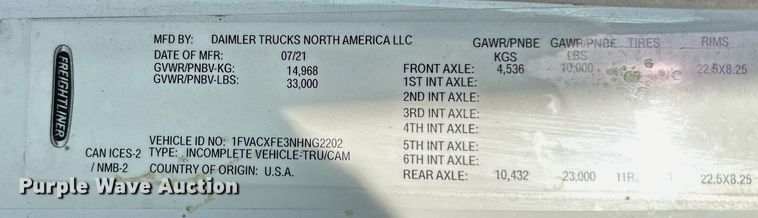 MFD BY: DAIMLER TRUCKS NORTH AMERICA LLC
DATE OF MFR: 07/21
GVWR/PNBV-KG: 14,968
GVWR/PNBV-LBS: 33,000
FREIGHTLINER
VEHICLE ID NO: 1FVACXFE3NHNG2202
CAN ICES-2 TYPE: INCOMPLETE VEHICLE-TRU/CAM
/ NMB-2 COUNTRY OF ORIGIN: U.S.A.
GAWR/PNBE GAWR/PNBE TIRES RIMS
KGS LBS
FRONT AXLE: 4,536 10,000 22.5X8.25
1ST INT AXLE:
2ND INT AXLE:
3RD INT AXLE:
4TH INT AXLE:
5TH INT AXLE:
6TH INT AXLE:
REAR AXLE: 10,432 23,000 22.5X8.25
Purple Wave Auction